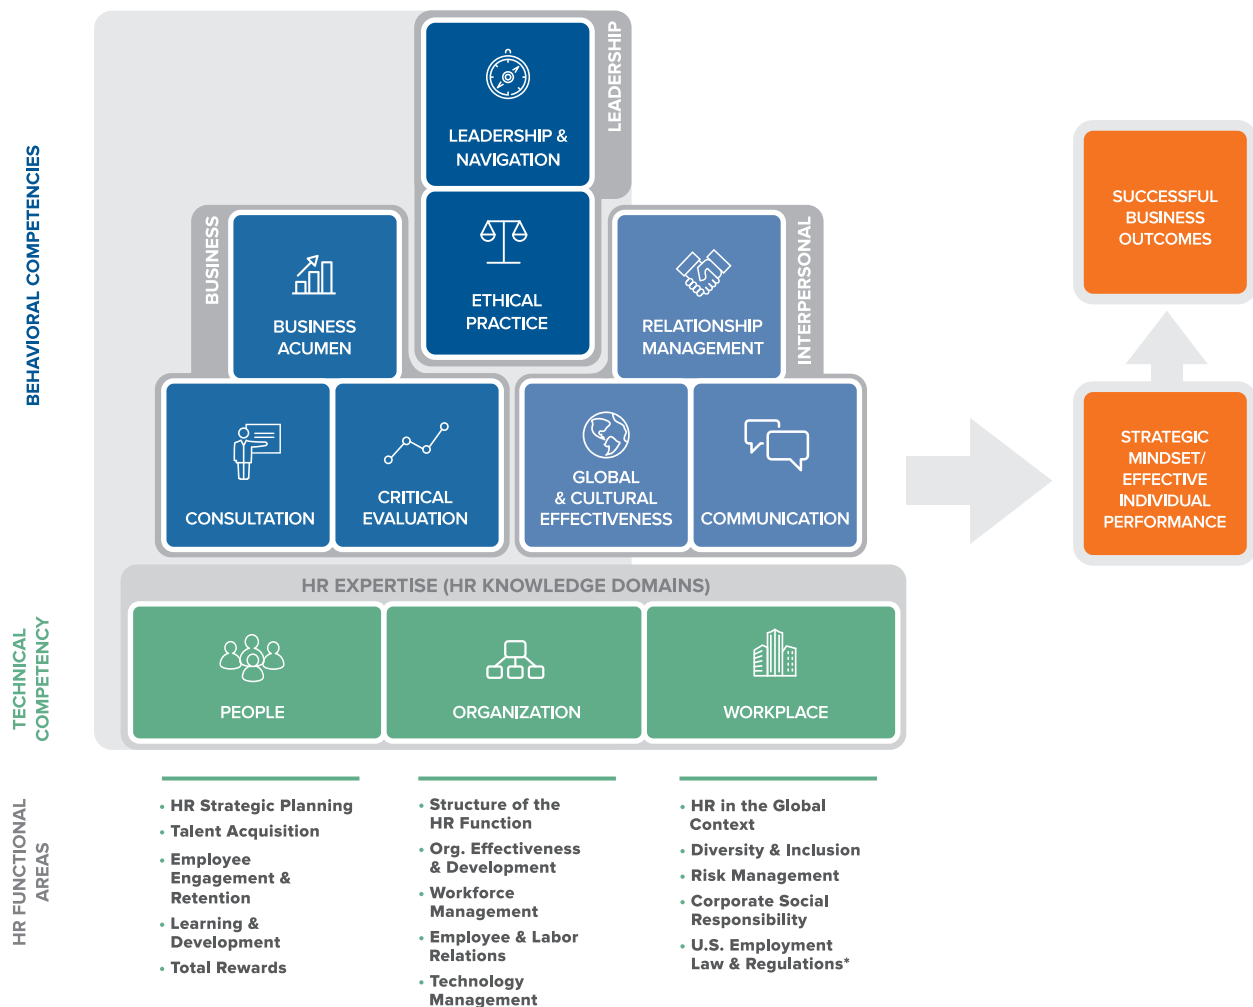 BEHAVIORAL COMPETENCIES
LEADERSHIP
LEADERSHIP &
NAVIGATION
ETHICAL
PRACTICE
BUSINESS
BUSINESS
ACUMEN
CONSULTATION
CRITICAL
EVALUATION
INTERPERSONAL
RELATIONSHIP
MANAGEMENT
GLOBAL
& CULTURAL
EFFECTIVENESS
COMMUNICATION
SUCCESSFUL
BUSINESS
OUTCOMES
STRATEGIC
MINDSET/
EFFECTIVE
INDIVIDUAL
PERFORMANCE
TECHNICAL
COMPETENCY
HR EXPERTISE (HR KNOWLEDGE DOMAINS)
PEOPLE
ORGANIZATION
WORKPLACE
HR FUNCTIONAL
AREAS
• HR Strategic Planning
• Talent Acquisition
• Employee
Engagement &
Retention
• Learning &
Development
• Total Rewards
• Structure of the
HR Function
• Org. Effectiveness
& Development
• Workforce
Management
• Employee & Labor
Relations
• Technology
Management
• HR in the Global
Context
• Diversity & Inclusion
• Risk Management
• Corporate Social
Responsibility
• U.S. Employment
Law & Regulations*